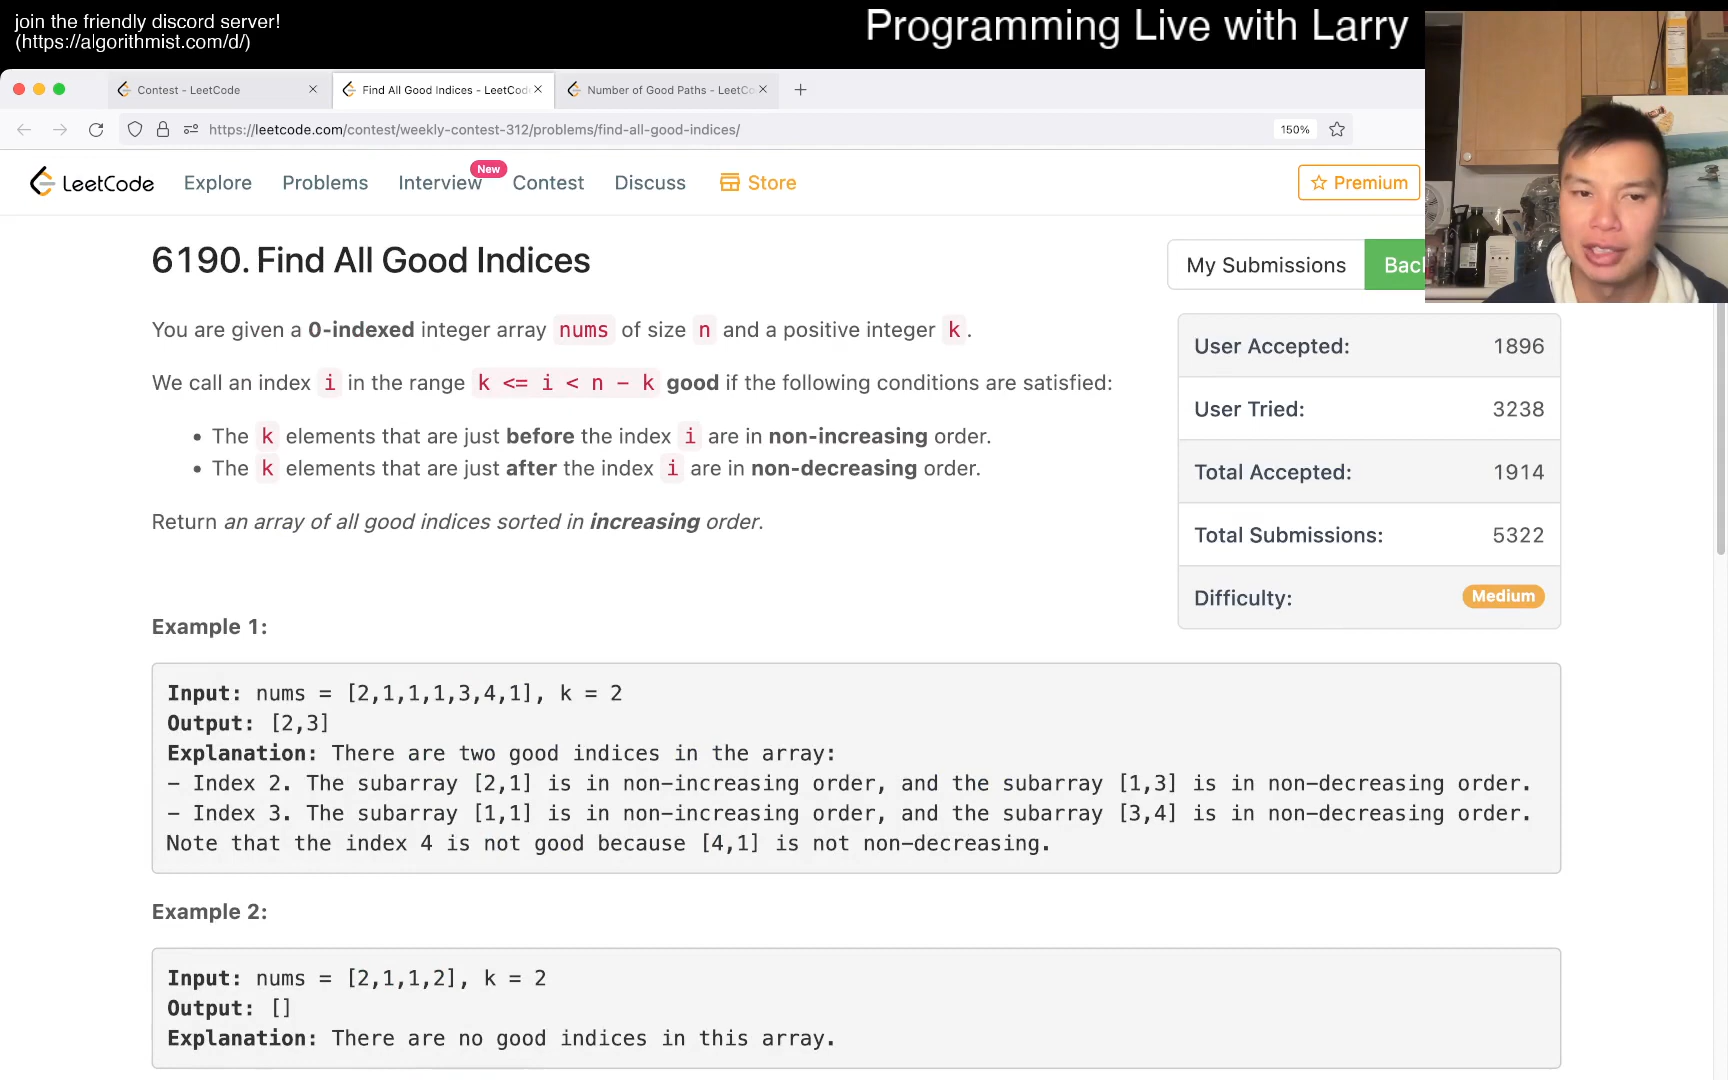 join the friendly discord server!
(https://algorithmist.com/d/)
Programming Live with Larry
Contest - LeetCode
Find All Good Indices - LeetCod
Number of Good Paths - LeetCo
https://leetcode.com/contest/weekly-contest-312/problems/find-all-good-indices/
150%
LeetCode
Explore
Problems
Interview
New
Contest
Discuss
Store
Premium
6190. Find All Good Indices
My Submissions
Bac
You are given a 0-indexed integer array nums of size n and a positive integer k.
We call an index i in the range k <= i < n - k good if the following conditions are satisfied:
• The k elements that are just before the index i are in non-increasing order.
• The k elements that are just after the index i are in non-decreasing order.
Return an array of all good indices sorted in increasing order.
User Accepted: 1896
User Tried: 3238
Total Accepted: 1914
Total Submissions: 5322
Difficulty: Medium
Example 1:
Input: nums = [2,1,1,1,3,4,1], k = 2
Output: [2,3]
Explanation: There are two good indices in the array:
- Index 2. The subarray [2,1] is in non-increasing order, and the subarray [1,3] is in non-decreasing order.
- Index 3. The subarray [1,1] is in non-increasing order, and the subarray [3,4] is in non-decreasing order.
Note that the index 4 is not good because [4,1] is not non-decreasing.
Example 2:
Input: nums = [2,1,1,2], k = 2
Output: []
Explanation: There are no good indices in this array.